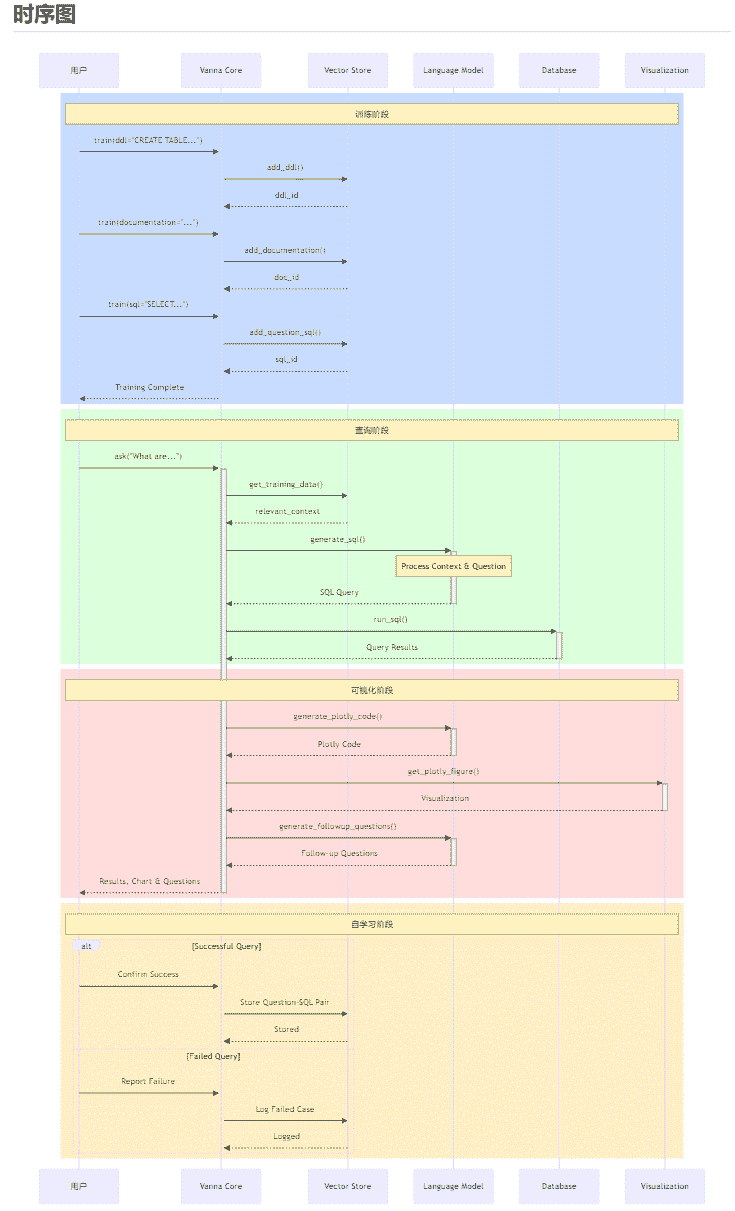 时序图
用户
Vanna Core
Vector Store
Language Model
Database
Visualization
训练阶段
train(ddl="CREATE TABLE...")
add_ddl()
ddl_id
train(documentation="...")
add_documentation()
doc_id
train(sql="SELECT...")
add_question_sql()
sql_id
Training Complete
查询阶段
ask("What are...")
get_training_data()
relevant_context
generate_sql()
Process Context & Question
SQL Query
run_sql()
Query Results
可视化阶段
generate_plotly_code()
Plotly Code
get_plotly_figure()
Visualization
generate_followup_questions()
Follow-up Questions
Results, Chart & Questions
自学习阶段
alt
[Successful Query]
Confirm Success
Store Question-SQL Pair
Stored
[Failed Query]
Report Failure
Log Failed Case
Logged
用户
Vanna Core
Vector Store
Language Model
Database
Visualization